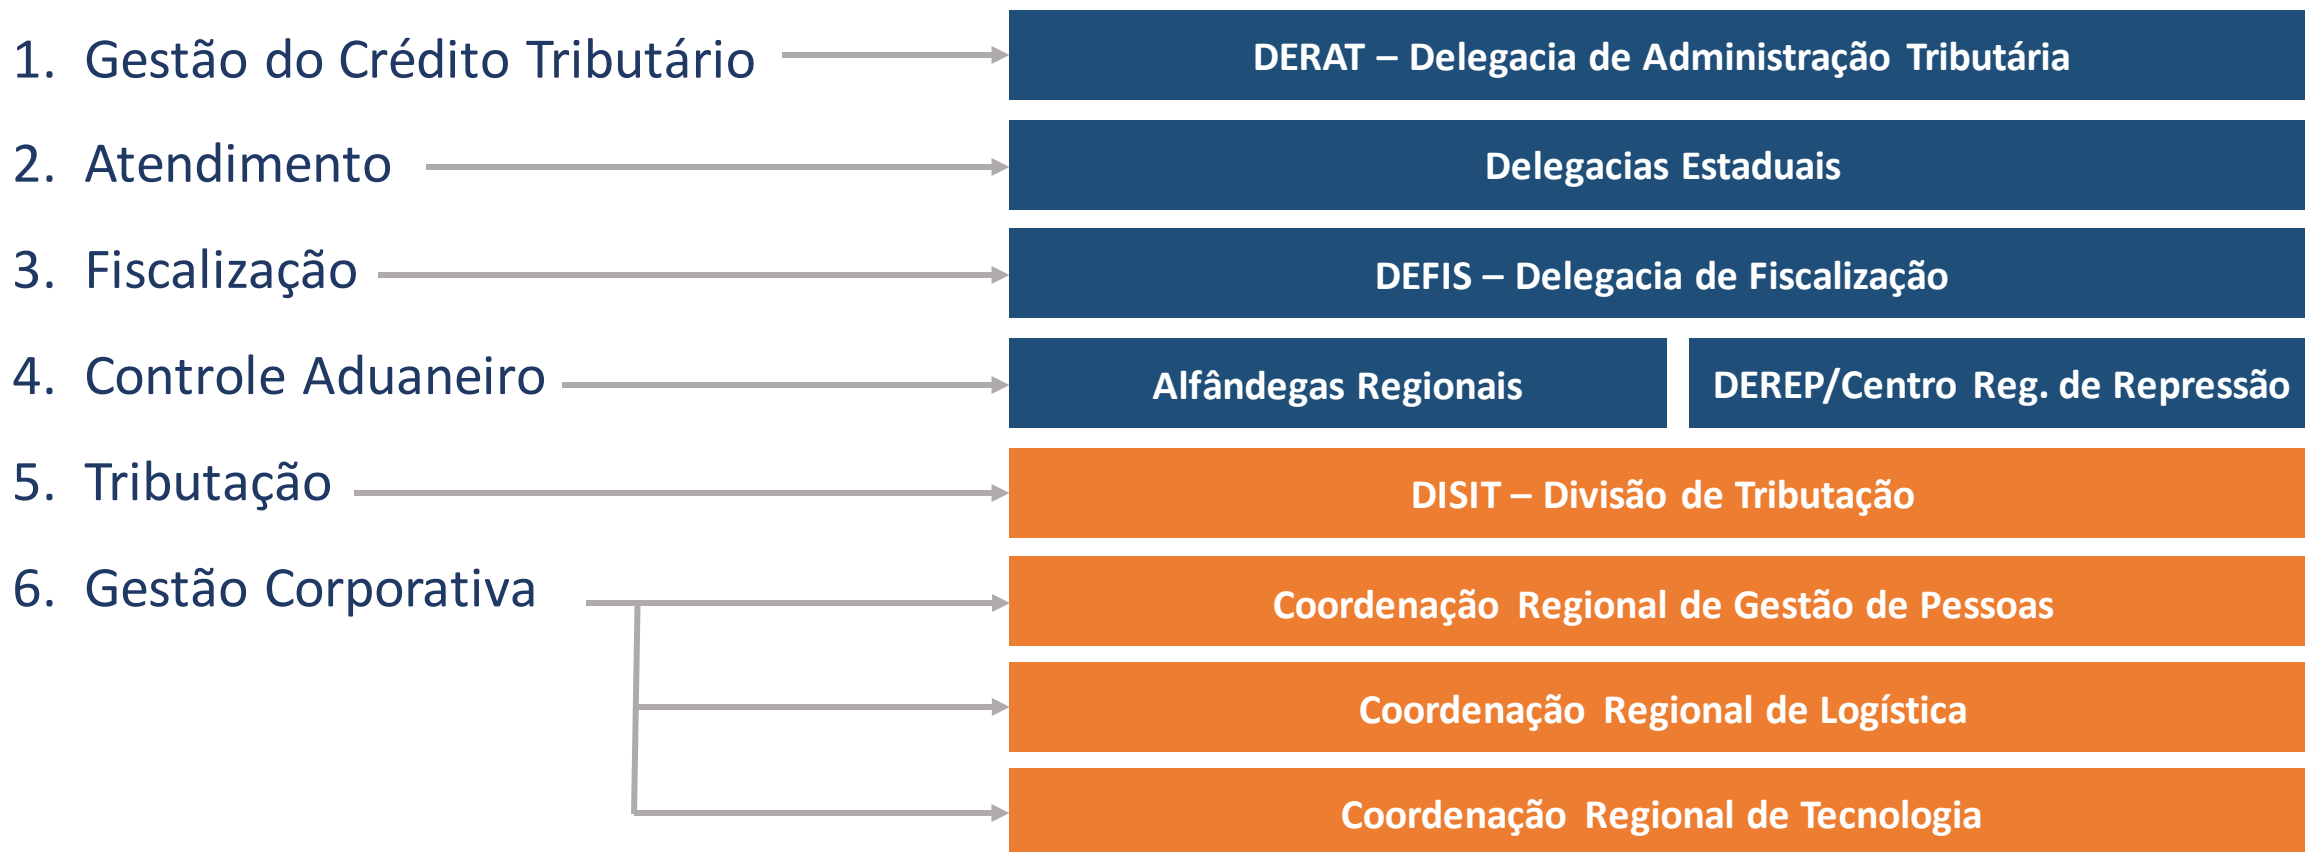 1. Gestão do Crédito Tributário
DERAT – Delegacia de Administração Tributária
2. Atendimento
Delegacias Estaduais
3. Fiscalização
DEFIS – Delegacia de Fiscalização
4. Controle Aduaneiro
Alfândegas Regionais
DEREP/Centro Reg. de Repressão
5. Tributação
DISIT – Divisão de Tributação
6. Gestão Corporativa
Coordenação Regional de Gestão de Pessoas
Coordenação Regional de Logística
Coordenação Regional de Tecnologia